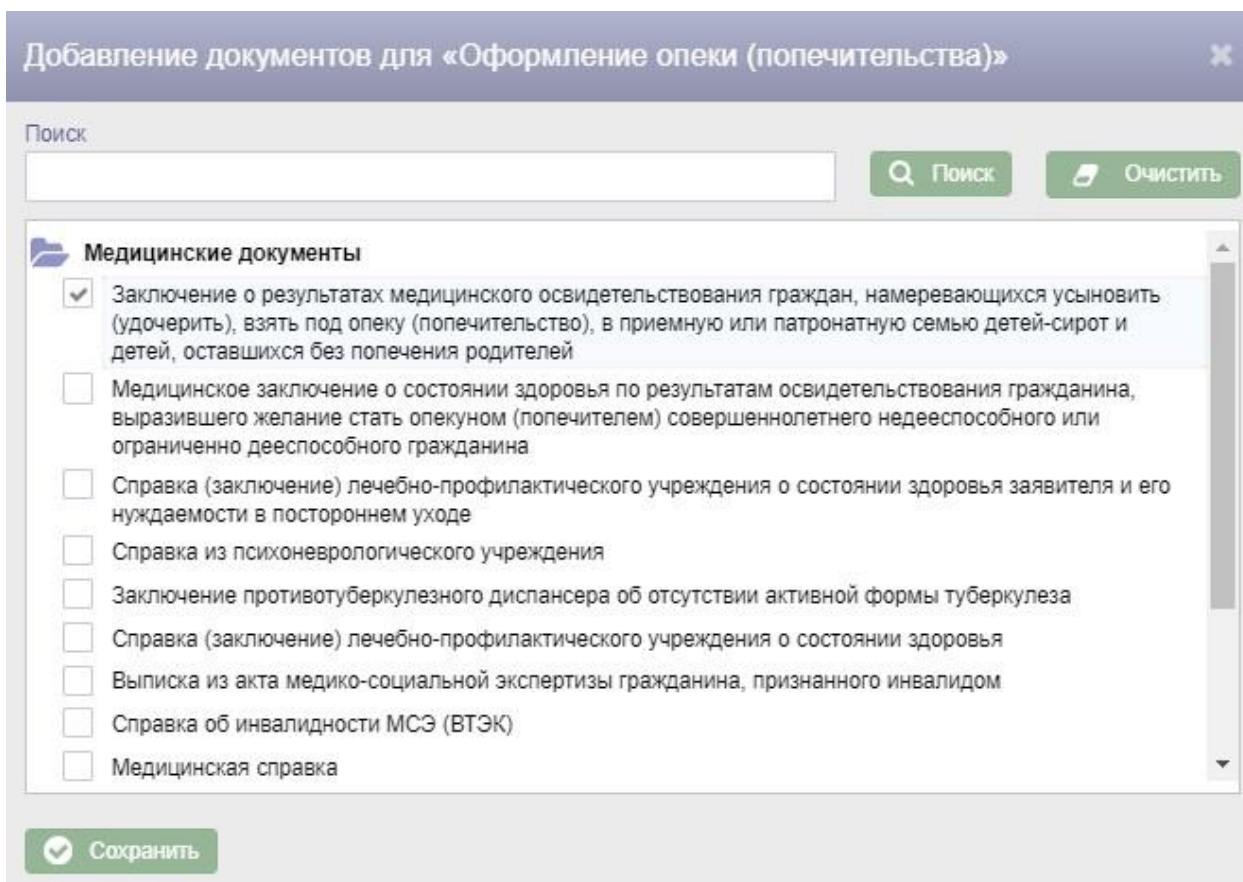 Добавление документов для «Оформление опеки (попечительства)»
Поиск
Поиск
Очистить
Медицинские документы
Заключение о результатах медицинского освидетельствования граждан, намеревающихся усыновить
(удочерить), взять под опеку (попечительство), в приемную или патронатную семью детей-сирот и
детей, оставшихся без попечения родителей
Медицинское заключение о состоянии здоровья по результатам освидетельствования гражданина,
выразившего желание стать опекуном (попечителем) совершеннолетнего недееспособного или
ограниченно дееспособного гражданина
Справка (заключение) лечебно-профилактического учреждения о состоянии здоровья заявителя и его
нуждаемости в постороннем уходе
Справка из психоневрологического учреждения
Заключение противотуберкулезного диспансера об отсутствии активной формы туберкулеза
Справка (заключение) лечебно-профилактического учреждения о состоянии здоровья
Выписка из акта медико-социальной экспертизы гражданина, признанного инвалидом
Справка об инвалидности МСЭ (ВТЭК)
Медицинская справка
Сохранить